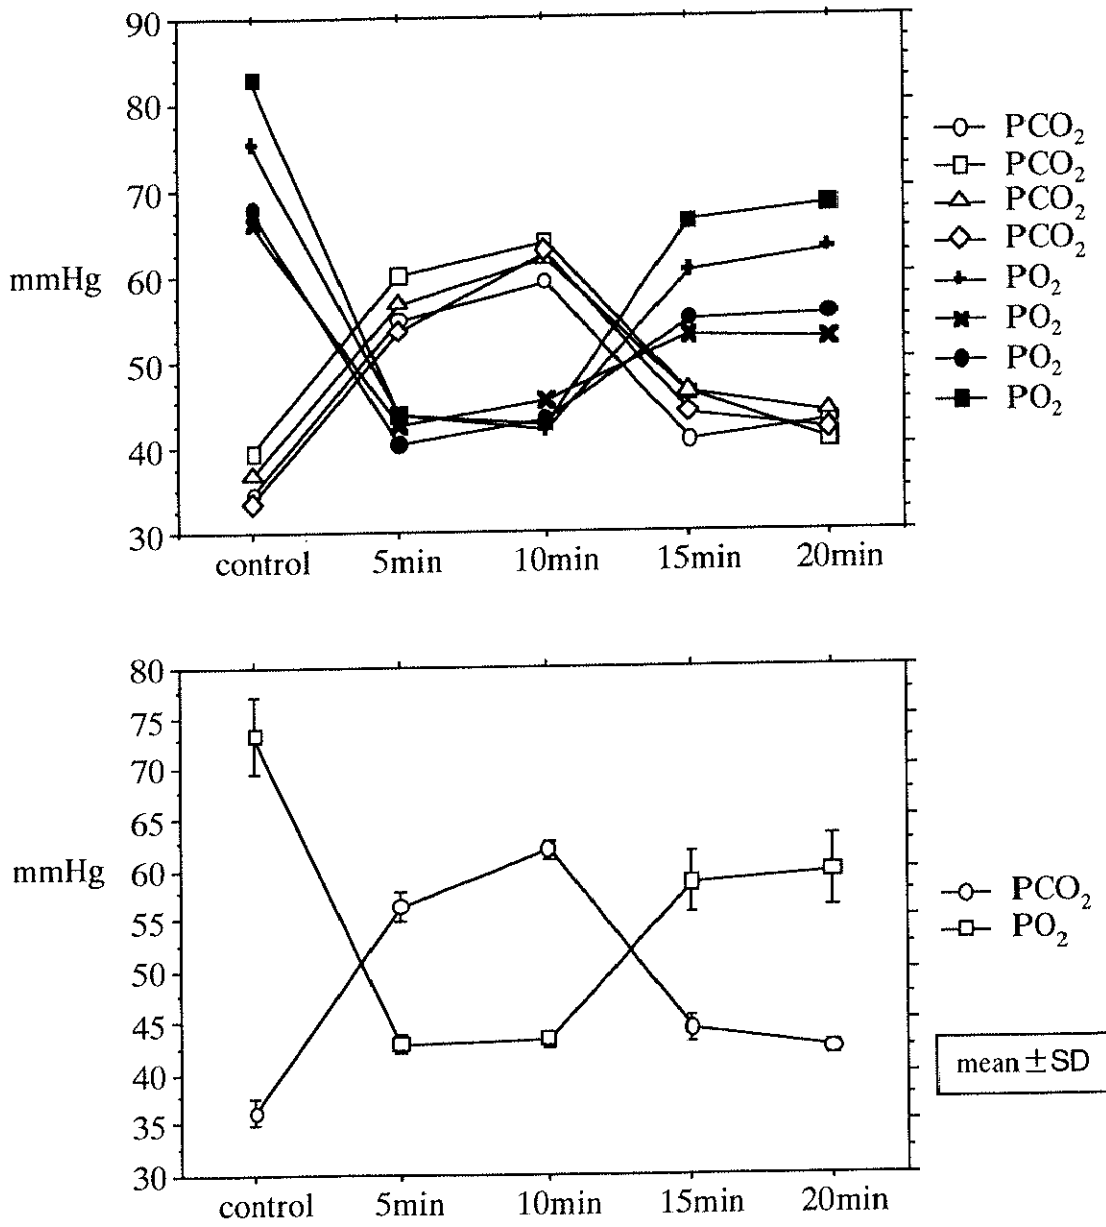 90
80
70
60
50
40
30
mmHg
control 5min 10min 15min 20min
PCO₂
PCO₂
PCO₂
PCO₂
PO₂
PO₂
PO₂
PO₂
80
75
70
65
60
55
50
45
40
35
30
mmHg
control 5min 10min 15min 20min
PCO₂
PO₂
mean ±SD